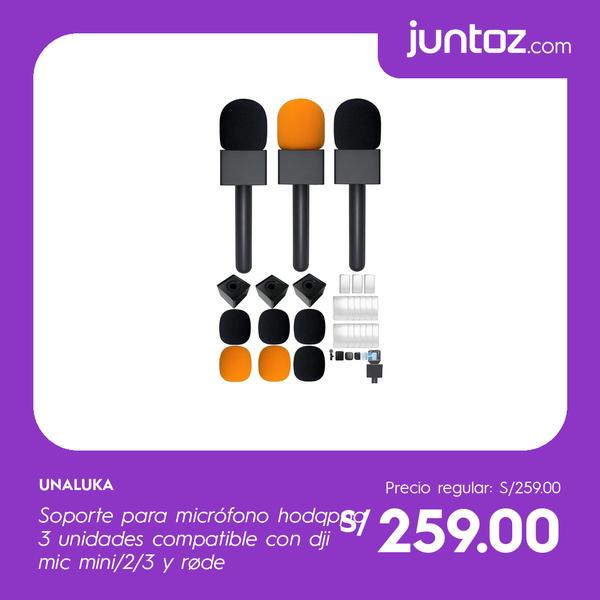 juntoz.com
UNALUKA
Soporte para micrófono
3 unidades compatible con dji
mic mini/2/3 y røde
Precio regular: S/259.00
S/ 259.00